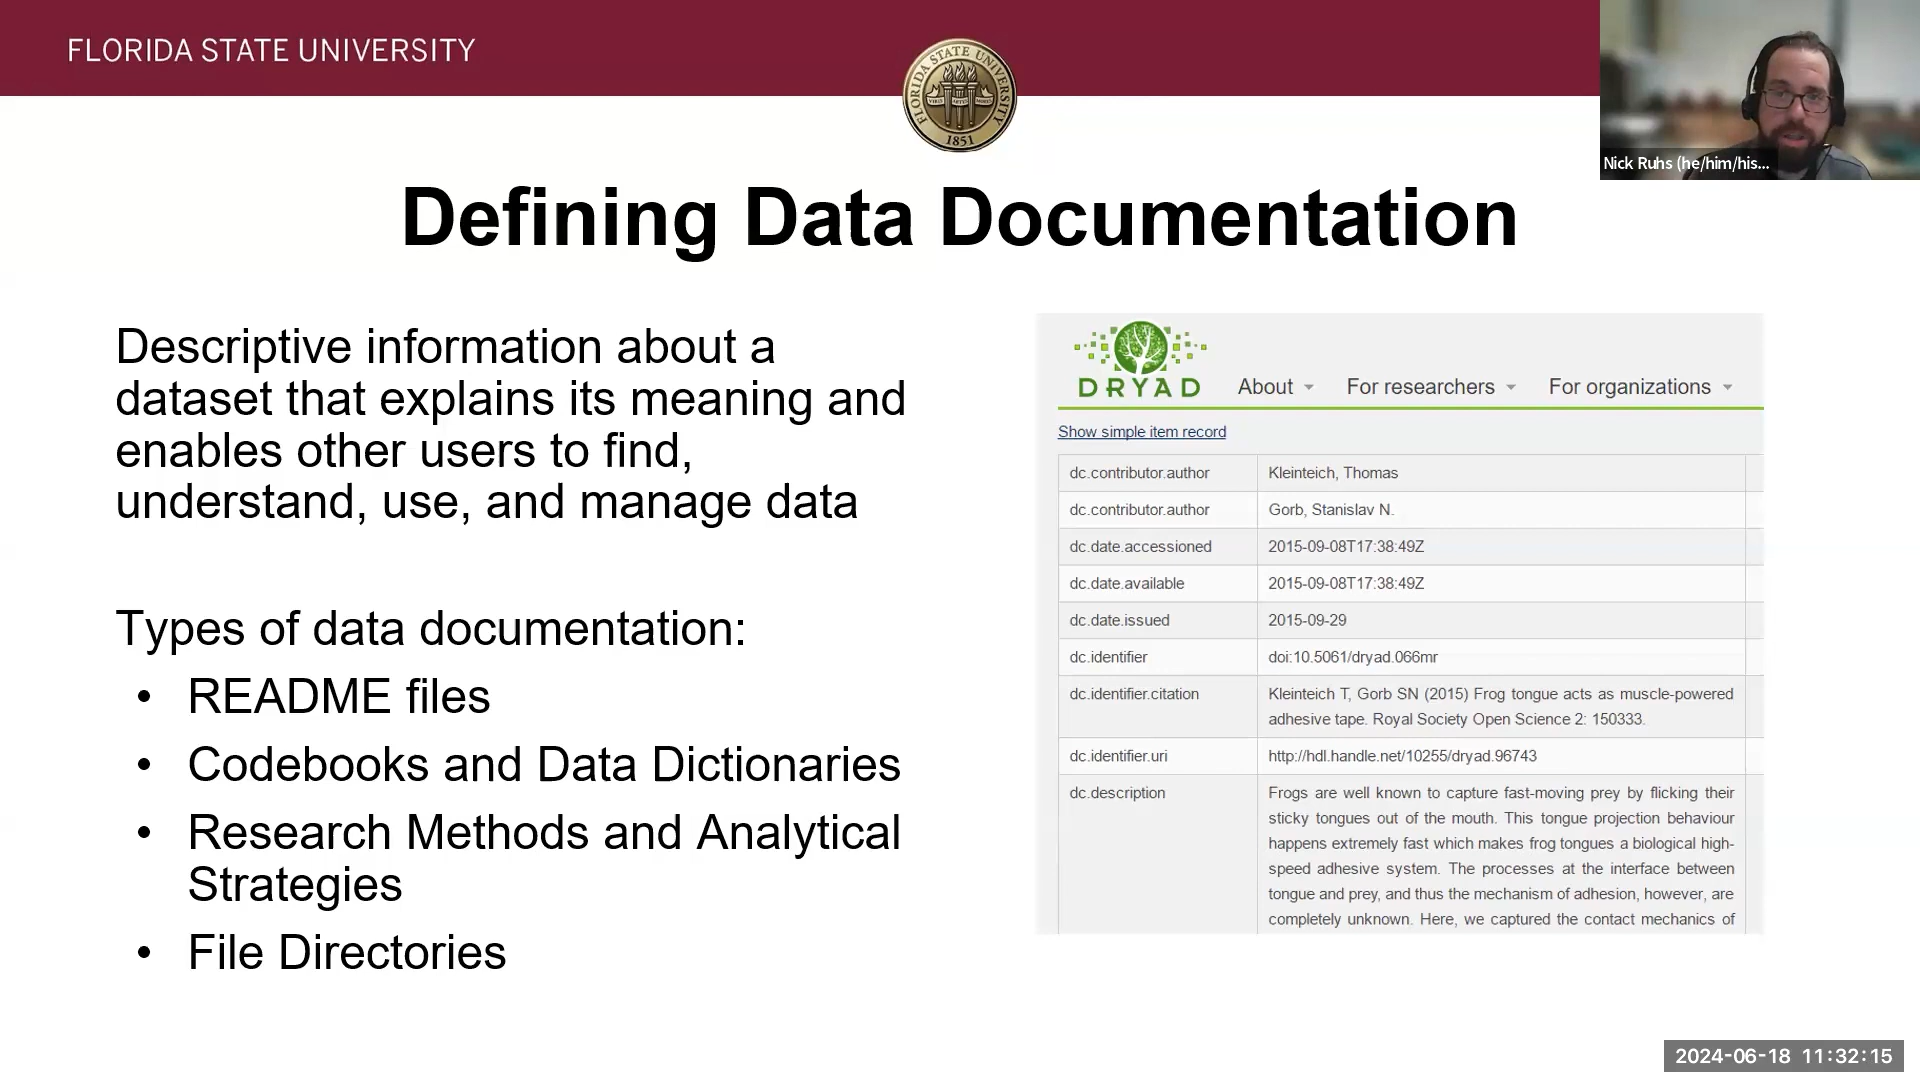 FLORIDA STATE UNIVERSITY
FLORIDA STATE UNIVERSITY
VIRES ARTES MORES
1851
Nick Ruhs (he/him/his...
Defining Data Documentation
Descriptive information about a
dataset that explains its meaning and
enables other users to find,
understand, use, and manage data
Types of data documentation:
• README files
• Codebooks and Data Dictionaries
• Research Methods and Analytical
Strategies
• File Directories
DRYAD
About For researchers For organizations
Show simple item record
dc.contributor.author Kleinteich, Thomas
dc.contributor.author Gorb, Stanislav N.
dc.date.accessioned 2015-09-08T17:38:49Z
dc.date.available 2015-09-08T17:38:49Z
dc.date.issued 2015-09-29
dc.identifier doi:10.5061/dryad.066mr
dc.identifier.citation Kleinteich T, Gorb SN (2015) Frog tongue acts as muscle-powered
adhesive tape. Royal Society Open Science 2: 150333.
dc.identifier.uri http://hdl.handle.net/10255/dryad.96743
dc.description Frogs are well known to capture fast-moving prey by flicking their
sticky tongues out of the mouth. This tongue projection behaviour
happens extremely fast which makes frog tongues a biological high-
speed adhesive system. The processes at the interface between
tongue and prey, and thus the mechanism of adhesion, however, are
completely unknown. Here, we captured the contact mechanics of
2024-06-18 11:32:15